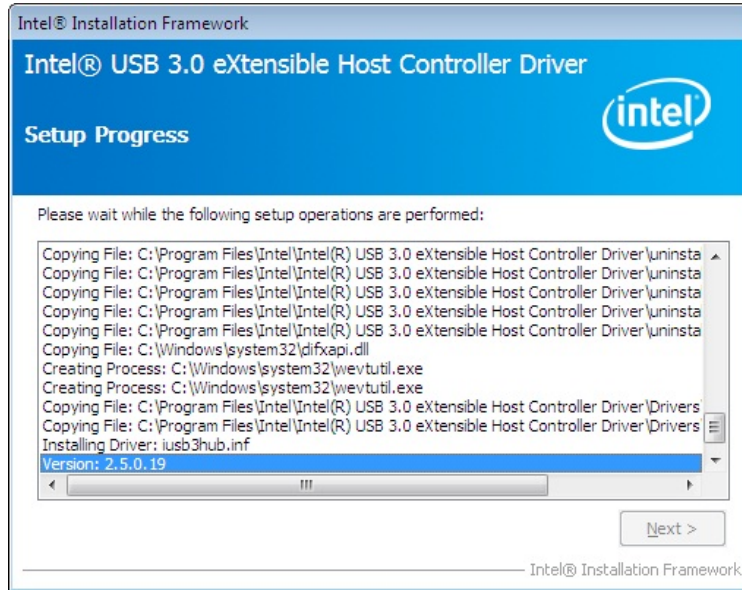 Intel® Installation Framework
Intel® USB 3.0 eXtensible Host Controller Driver
intel
Setup Progress
Please wait while the following setup operations are performed:
Copying File: C:\Program Files\Intel\Intel(R) USB 3.0 eXtensible Host Controller Driver\uninsta
Copying File: C:\Program Files\Intel\Intel(R) USB 3.0 eXtensible Host Controller Driver\uninsta
Copying File: C:\Program Files\Intel\Intel(R) USB 3.0 eXtensible Host Controller Driver\uninsta
Copying File: C:\Program Files\Intel\Intel(R) USB 3.0 eXtensible Host Controller Driver\uninsta
Copying File: C:\Program Files\Intel\Intel(R) USB 3.0 eXtensible Host Controller Driver\uninsta
Copying File: C:\Windows\system32\difxapi.dll
Creating Process: C:\Windows\system32\wevtutil.exe
Creating Process: C:\Windows\system32\wevtutil.exe
Copying File: C:\Program Files\Intel\Intel(R) USB 3.0 eXtensible Host Controller Driver\Drivers\
Copying File: C:\Program Files\Intel\Intel(R) USB 3.0 eXtensible Host Controller Driver\Drivers\
Installing Driver: iusb3hub.inf
Version: 2.5.0.19
Next >
Intel® Installation Framework